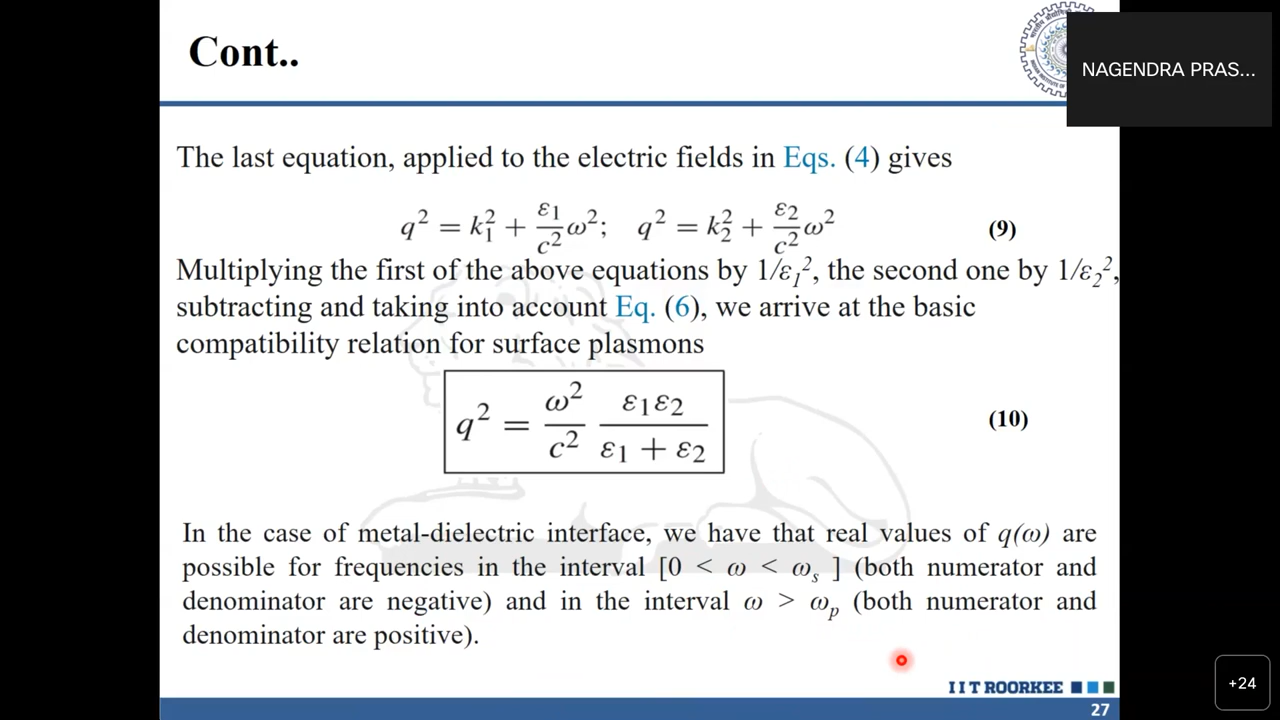 Cont..
NAGENDRA PRAS...
The last equation, applied to the electric fields in Eqs. (4) gives
q² = k₁² + ε₁/c² ω²; q² = k₂² + ε₂/c² ω² (9)
Multiplying the first of the above equations by 1/ε₁², the second one by 1/ε₂²,
subtracting and taking into account Eq. (6), we arrive at the basic
compatibility relation for surface plasmons
q² = ω²/c² ε₁ε₂/(ε₁ + ε₂) (10)
In the case of metal-dielectric interface, we have that real values of q(ω) are
possible for frequencies in the interval [0 < ω < ωₛ ] (both numerator and
denominator are negative) and in the interval ω > ωₚ (both numerator and
denominator are positive).
IIT ROORKEE
27
+24